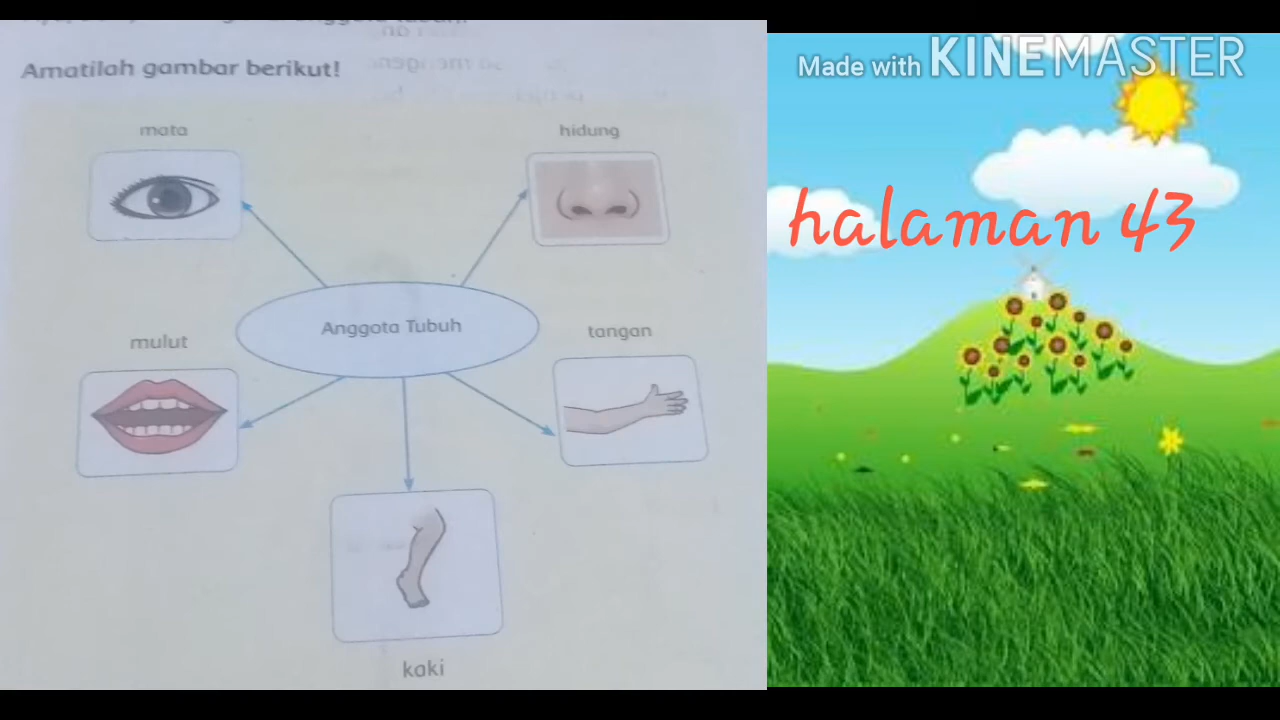 Amatilah gambar berikut!
mata
hidung
Anggota Tubuh
mulut
tangan
kaki
Made with KINEMASTER
halaman 43